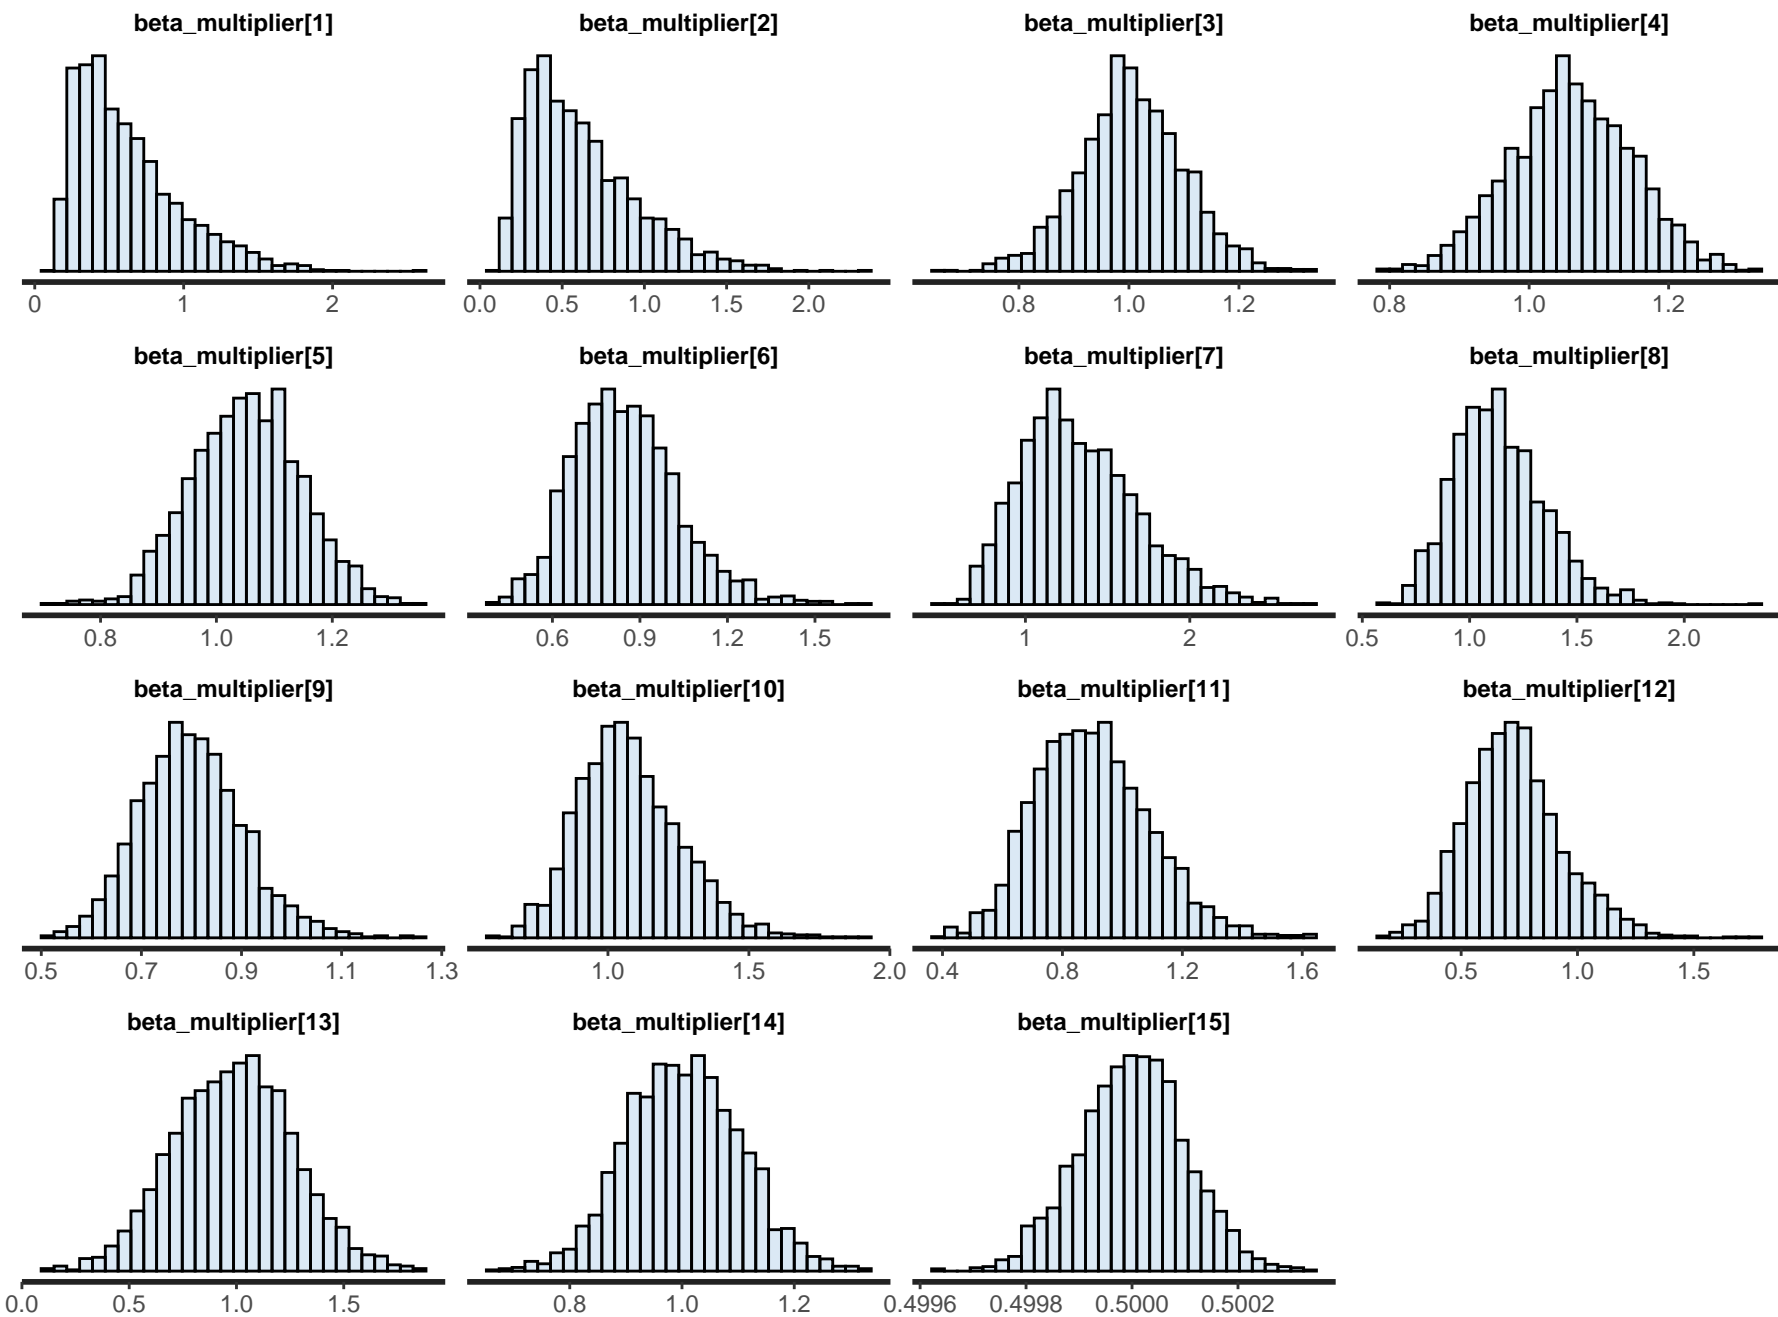 beta_multiplier[1] beta_multiplier[2] beta_multiplier[3] beta_multiplier[4]
0 1 2 0.0 0.5 1.0 1.5 2.0 0.8 1.0 1.2 0.8 1.0 1.2
beta_multiplier[5] beta_multiplier[6] beta_multiplier[7] beta_multiplier[8]
0.8 1.0 1.2 0.6 0.9 1.2 1.5 1 2 0.5 1.0 1.5 2.0
beta_multiplier[9] beta_multiplier[10] beta_multiplier[11] beta_multiplier[12]
0.5 0.7 0.9 1.1 1.3 1.0 1.5 2.0 0.4 0.8 1.2 1.6 0.5 1.0 1.5
beta_multiplier[13] beta_multiplier[14] beta_multiplier[15]
0.0 0.5 1.0 1.5 0.8 1.0 1.2 0.4996 0.4998 0.5000 0.5002